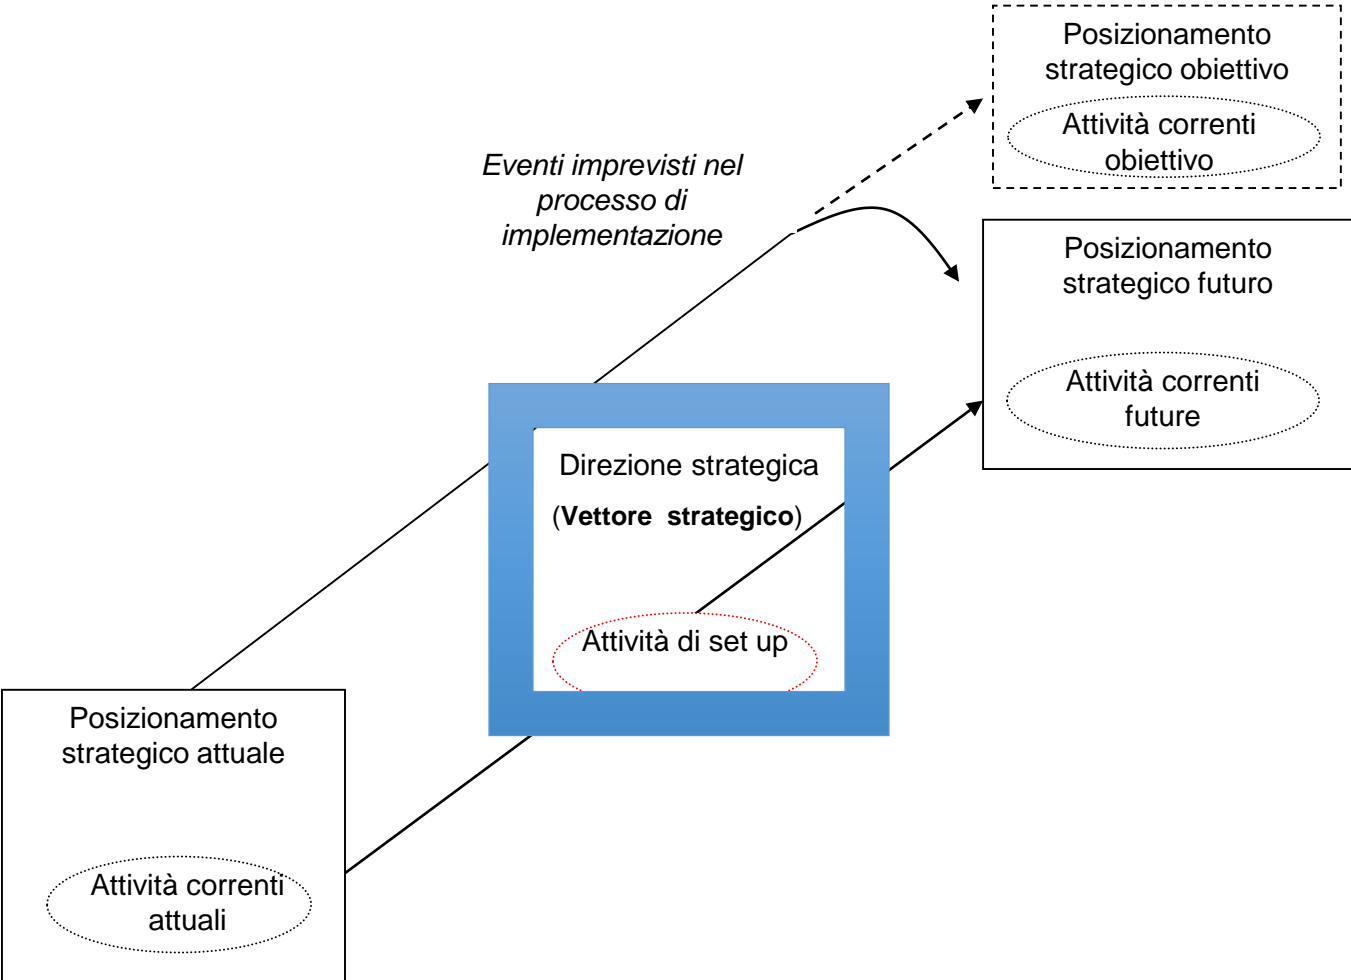 Posizionamento
strategico obiettivo
Attività correnti
obiettivo
Eventi imprevisti nel
processo di
implementazione
Posizionamento
strategico futuro
Attività correnti
future
Direzione strategica
(Vettore strategico)
Attività di set up
Posizionamento
strategico attuale
Attività correnti
attuali